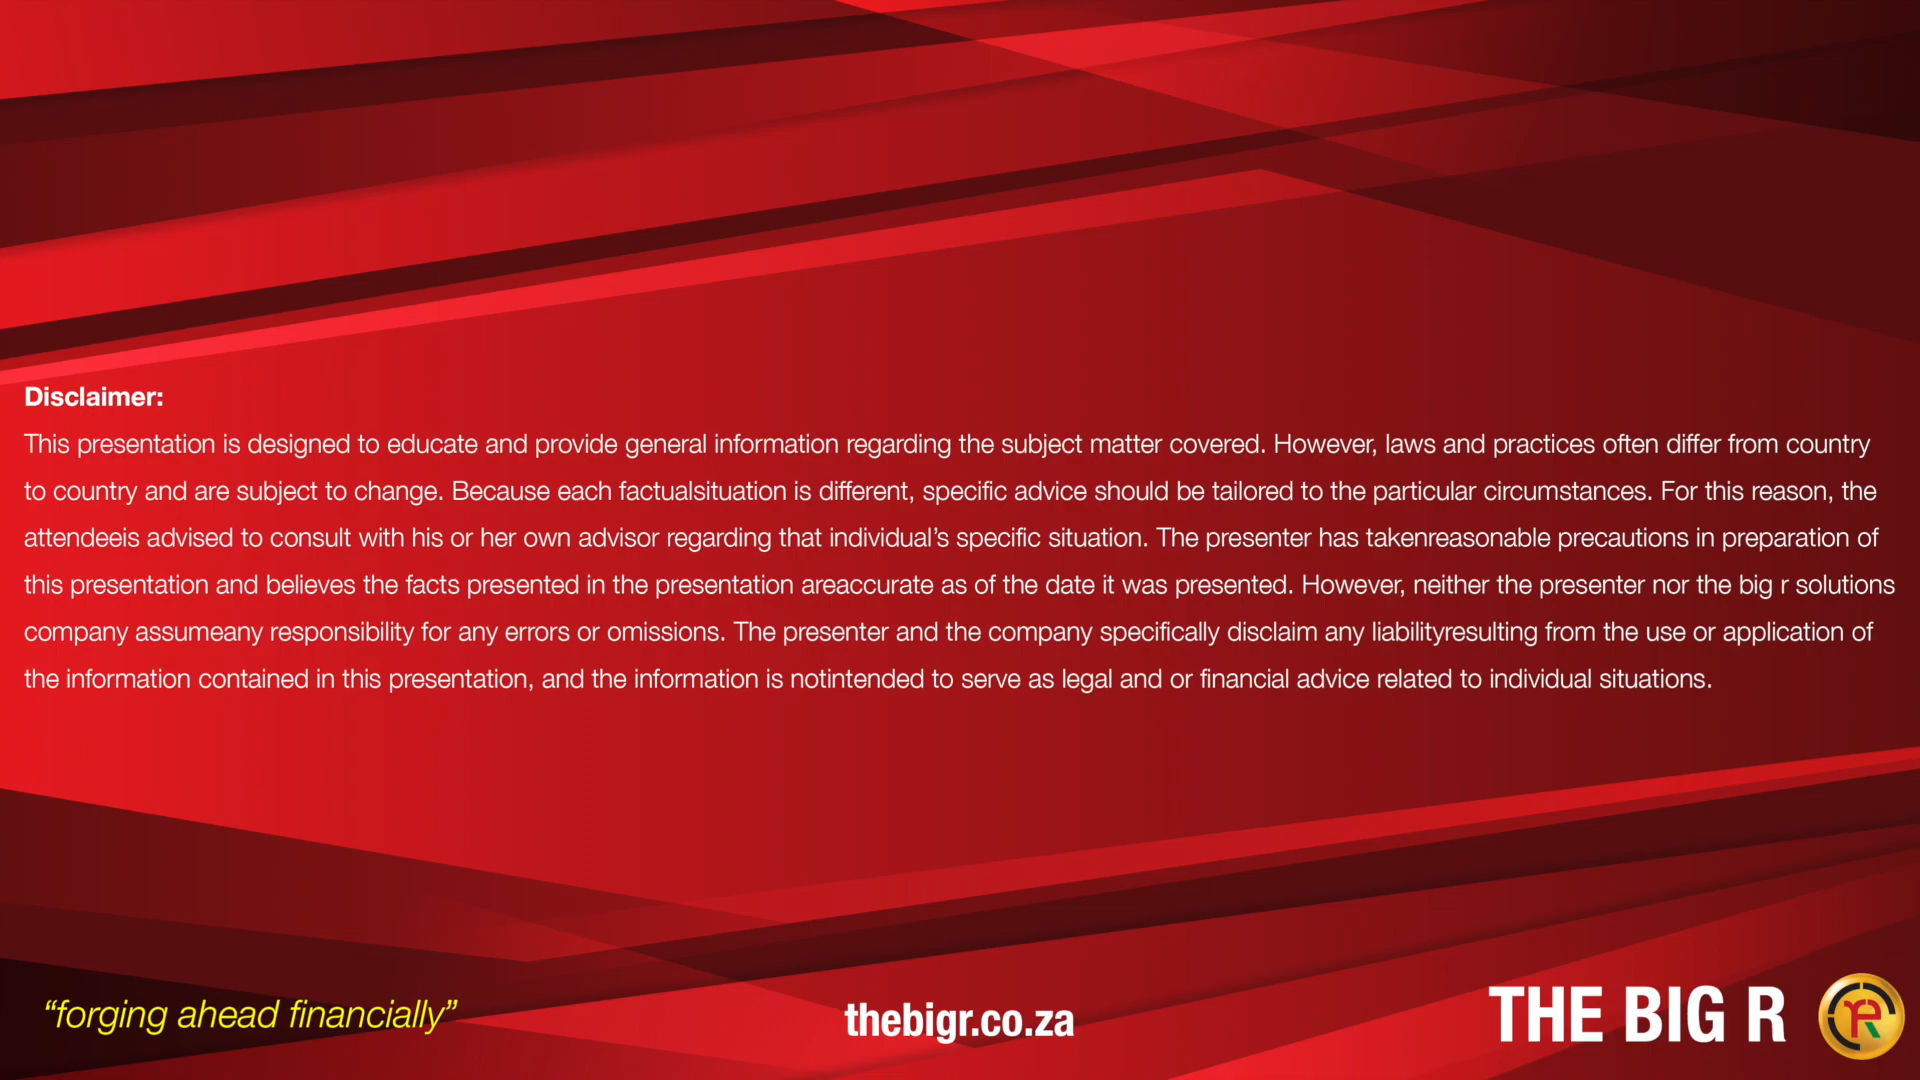 Disclaimer:
This presentation is designed to educate and provide general information regarding the subject matter covered. However, laws and practices often differ from country
to country and are subject to change. Because each factualsituation is different, specific advice should be tailored to the particular circumstances. For this reason, the
attendeeis advised to consult with his or her own advisor regarding that individual’s specific situation. The presenter has takenreasonable precautions in preparation of
this presentation and believes the facts presented in the presentation areaccurate as of the date it was presented. However, neither the presenter nor the big r solutions
company assumeany responsibility for any errors or omissions. The presenter and the company specifically disclaim any liabilityresulting from the use or application of
the information contained in this presentation, and the information is notintended to serve as legal and or financial advice related to individual situations.
“forging ahead financially”
thebigr.co.za
THE BIG R